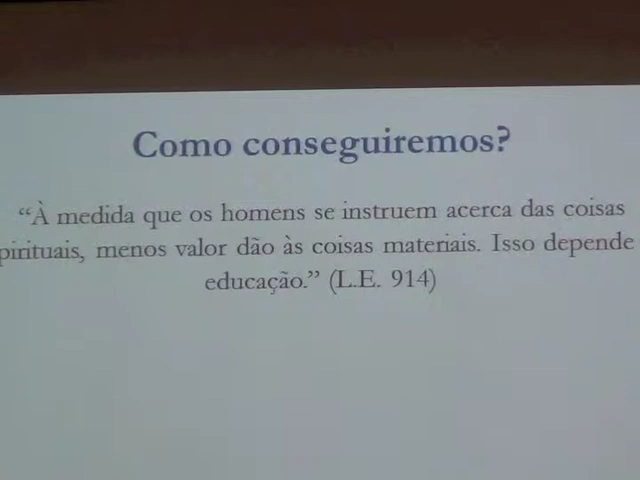 Como conseguiremos?
“À medida que os homens se instruem acerca das coisas
pirituais, menos valor dão às coisas materiais. Isso depende
educação.” (L.E. 914)